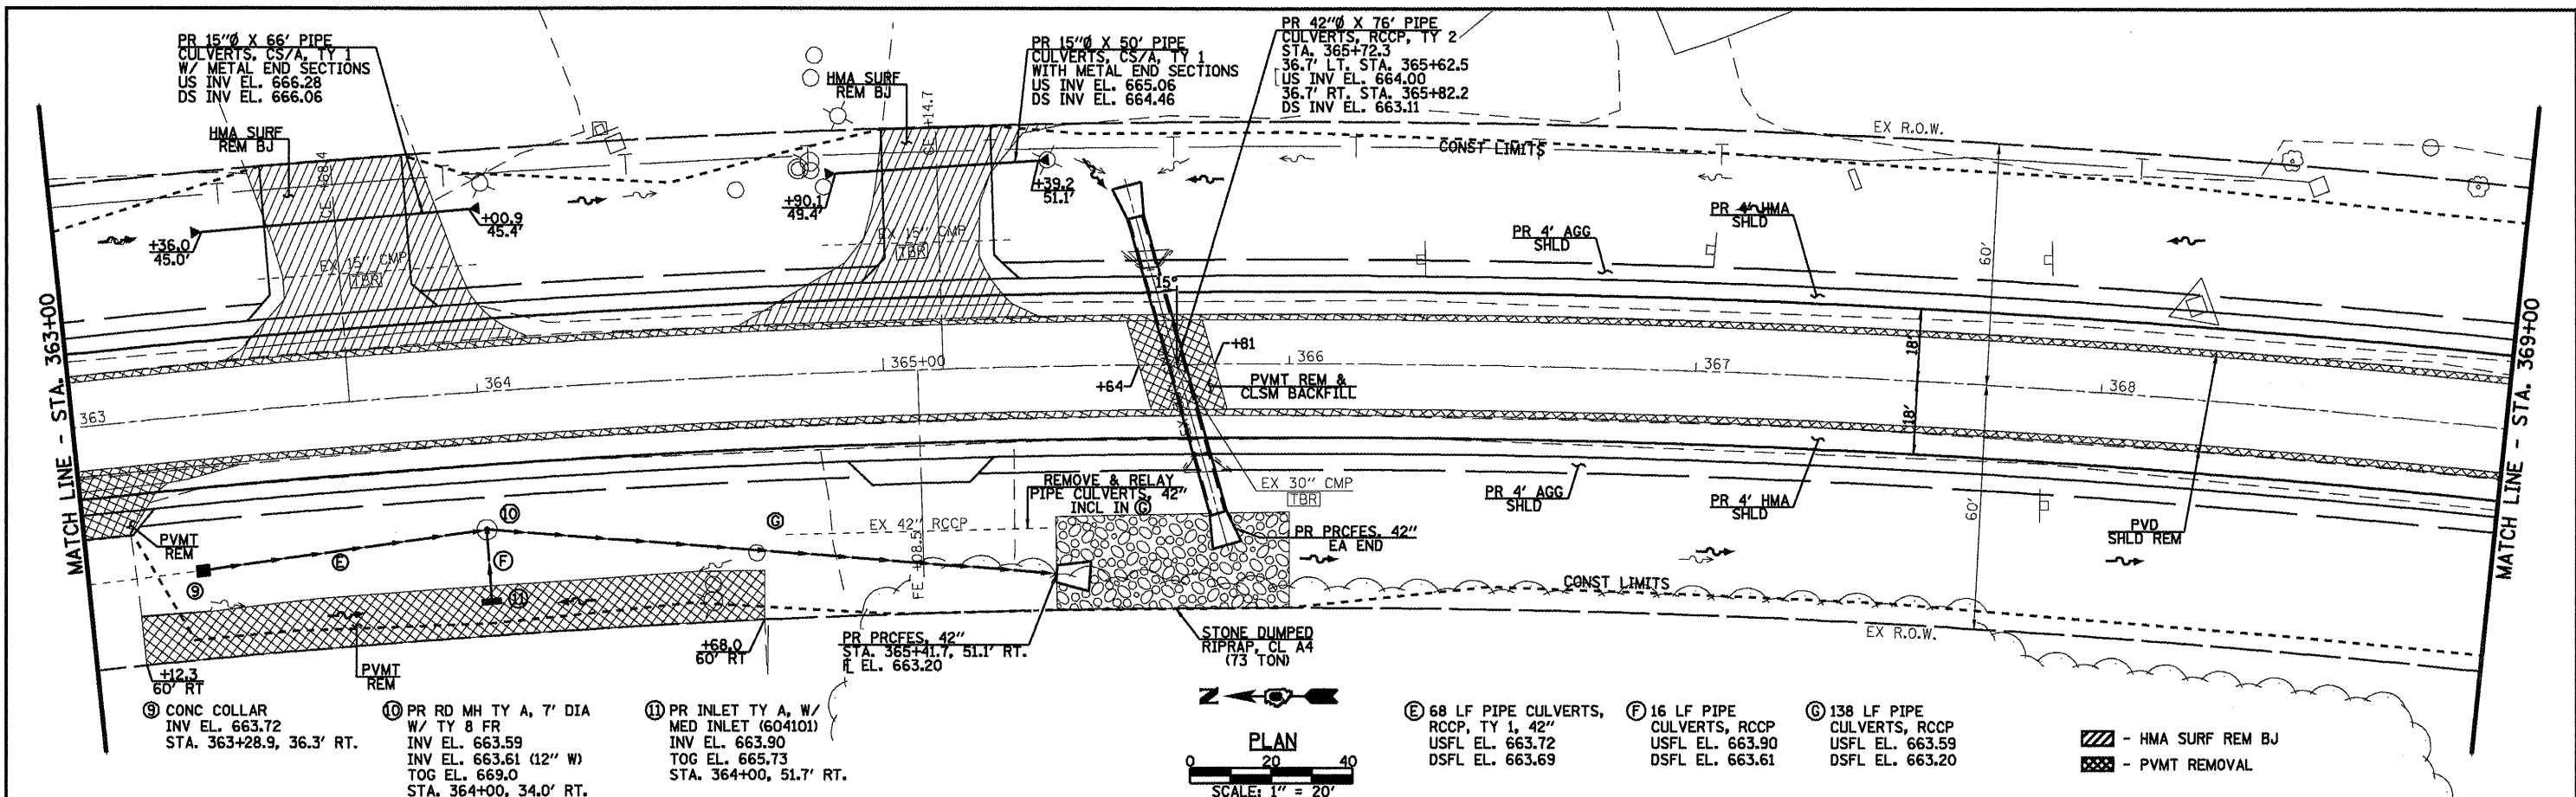 PR 15"Ø X 66' PIPE
CULVERTS, CS/A, TY 1
W/ METAL END SECTIONS
US INV EL. 666.28
DS INV EL. 666.06
HMA SURF
REM BJ
HMA SURF
REM BJ
PR 15"Ø X 50' PIPE
CULVERTS, CS/A, TY 1
WITH METAL END SECTIONS
US INV EL. 665.06
DS INV EL. 664.46
PR 42"Ø X 76' PIPE
CULVERTS, RCCP, TY 2
STA. 365+72.3
36.7' LT. STA. 365+62.5
US INV EL. 664.00
36.7' RT. STA. 365+82.2
DS INV EL. 663.11
EX R.O.W.
CONST LIMITS
+36.0
45.0'
+00.9
45.4'
+90.1
49.4'
+39.2
51.1'
EX 15" CMP
TBR
EX 15" CMP
TBR
15°
PR 4' AGG
SHLD
PR 4' HMA
SHLD
60'
MATCH LINE - STA. 363+00
MATCH LINE - STA. 369+00
363
364
365+00
366
367
368
+64
+81
PVMT REM &
CLSM BACKFILL
18'
18'
60'
REMOVE & RELAY
PIPE CULVERTS, 42"
INCL IN G
EX 42" RCCP
EX 30" CMP
TBR
PR 4' AGG
SHLD
PR 4' HMA
SHLD
PVD
SHLD REM
PVMT
REM
9
E
10
F
11
G
PR PRCFES, 42"
EA END
CONST LIMITS
EX R.O.W.
+12.3
60' RT
PVMT
REM
+68.0
60' RT
PR PRCFES, 42"
STA. 365+41.7, 51.1' RT.
EL. 663.20
STONE DUMPED
RIPRAP, CL A4
(73 TON)
9 CONC COLLAR
INV EL. 663.72
STA. 363+28.9, 36.3' RT.
10 PR RD MH TY A, 7' DIA
W/ TY 8 FR
INV EL. 663.59
INV EL. 663.61 (12" W)
TOG EL. 669.0
STA. 364+00, 34.0' RT.
11 PR INLET TY A, W/
MED INLET (604101)
INV EL. 663.90
TOG EL. 665.73
STA. 364+00, 51.7' RT.
N
PLAN
0 20 40
SCALE: 1" = 20'
E 68 LF PIPE CULVERTS,
RCCP, TY 1, 42"
USFL EL. 663.72
DSFL EL. 663.69
F 16 LF PIPE
CULVERTS, RCCP
USFL EL. 663.90
DSFL EL. 663.61
G 138 LF PIPE
CULVERTS, RCCP
USFL EL. 663.59
DSFL EL. 663.20
- HMA SURF REM BJ
- PVMT REMOVAL